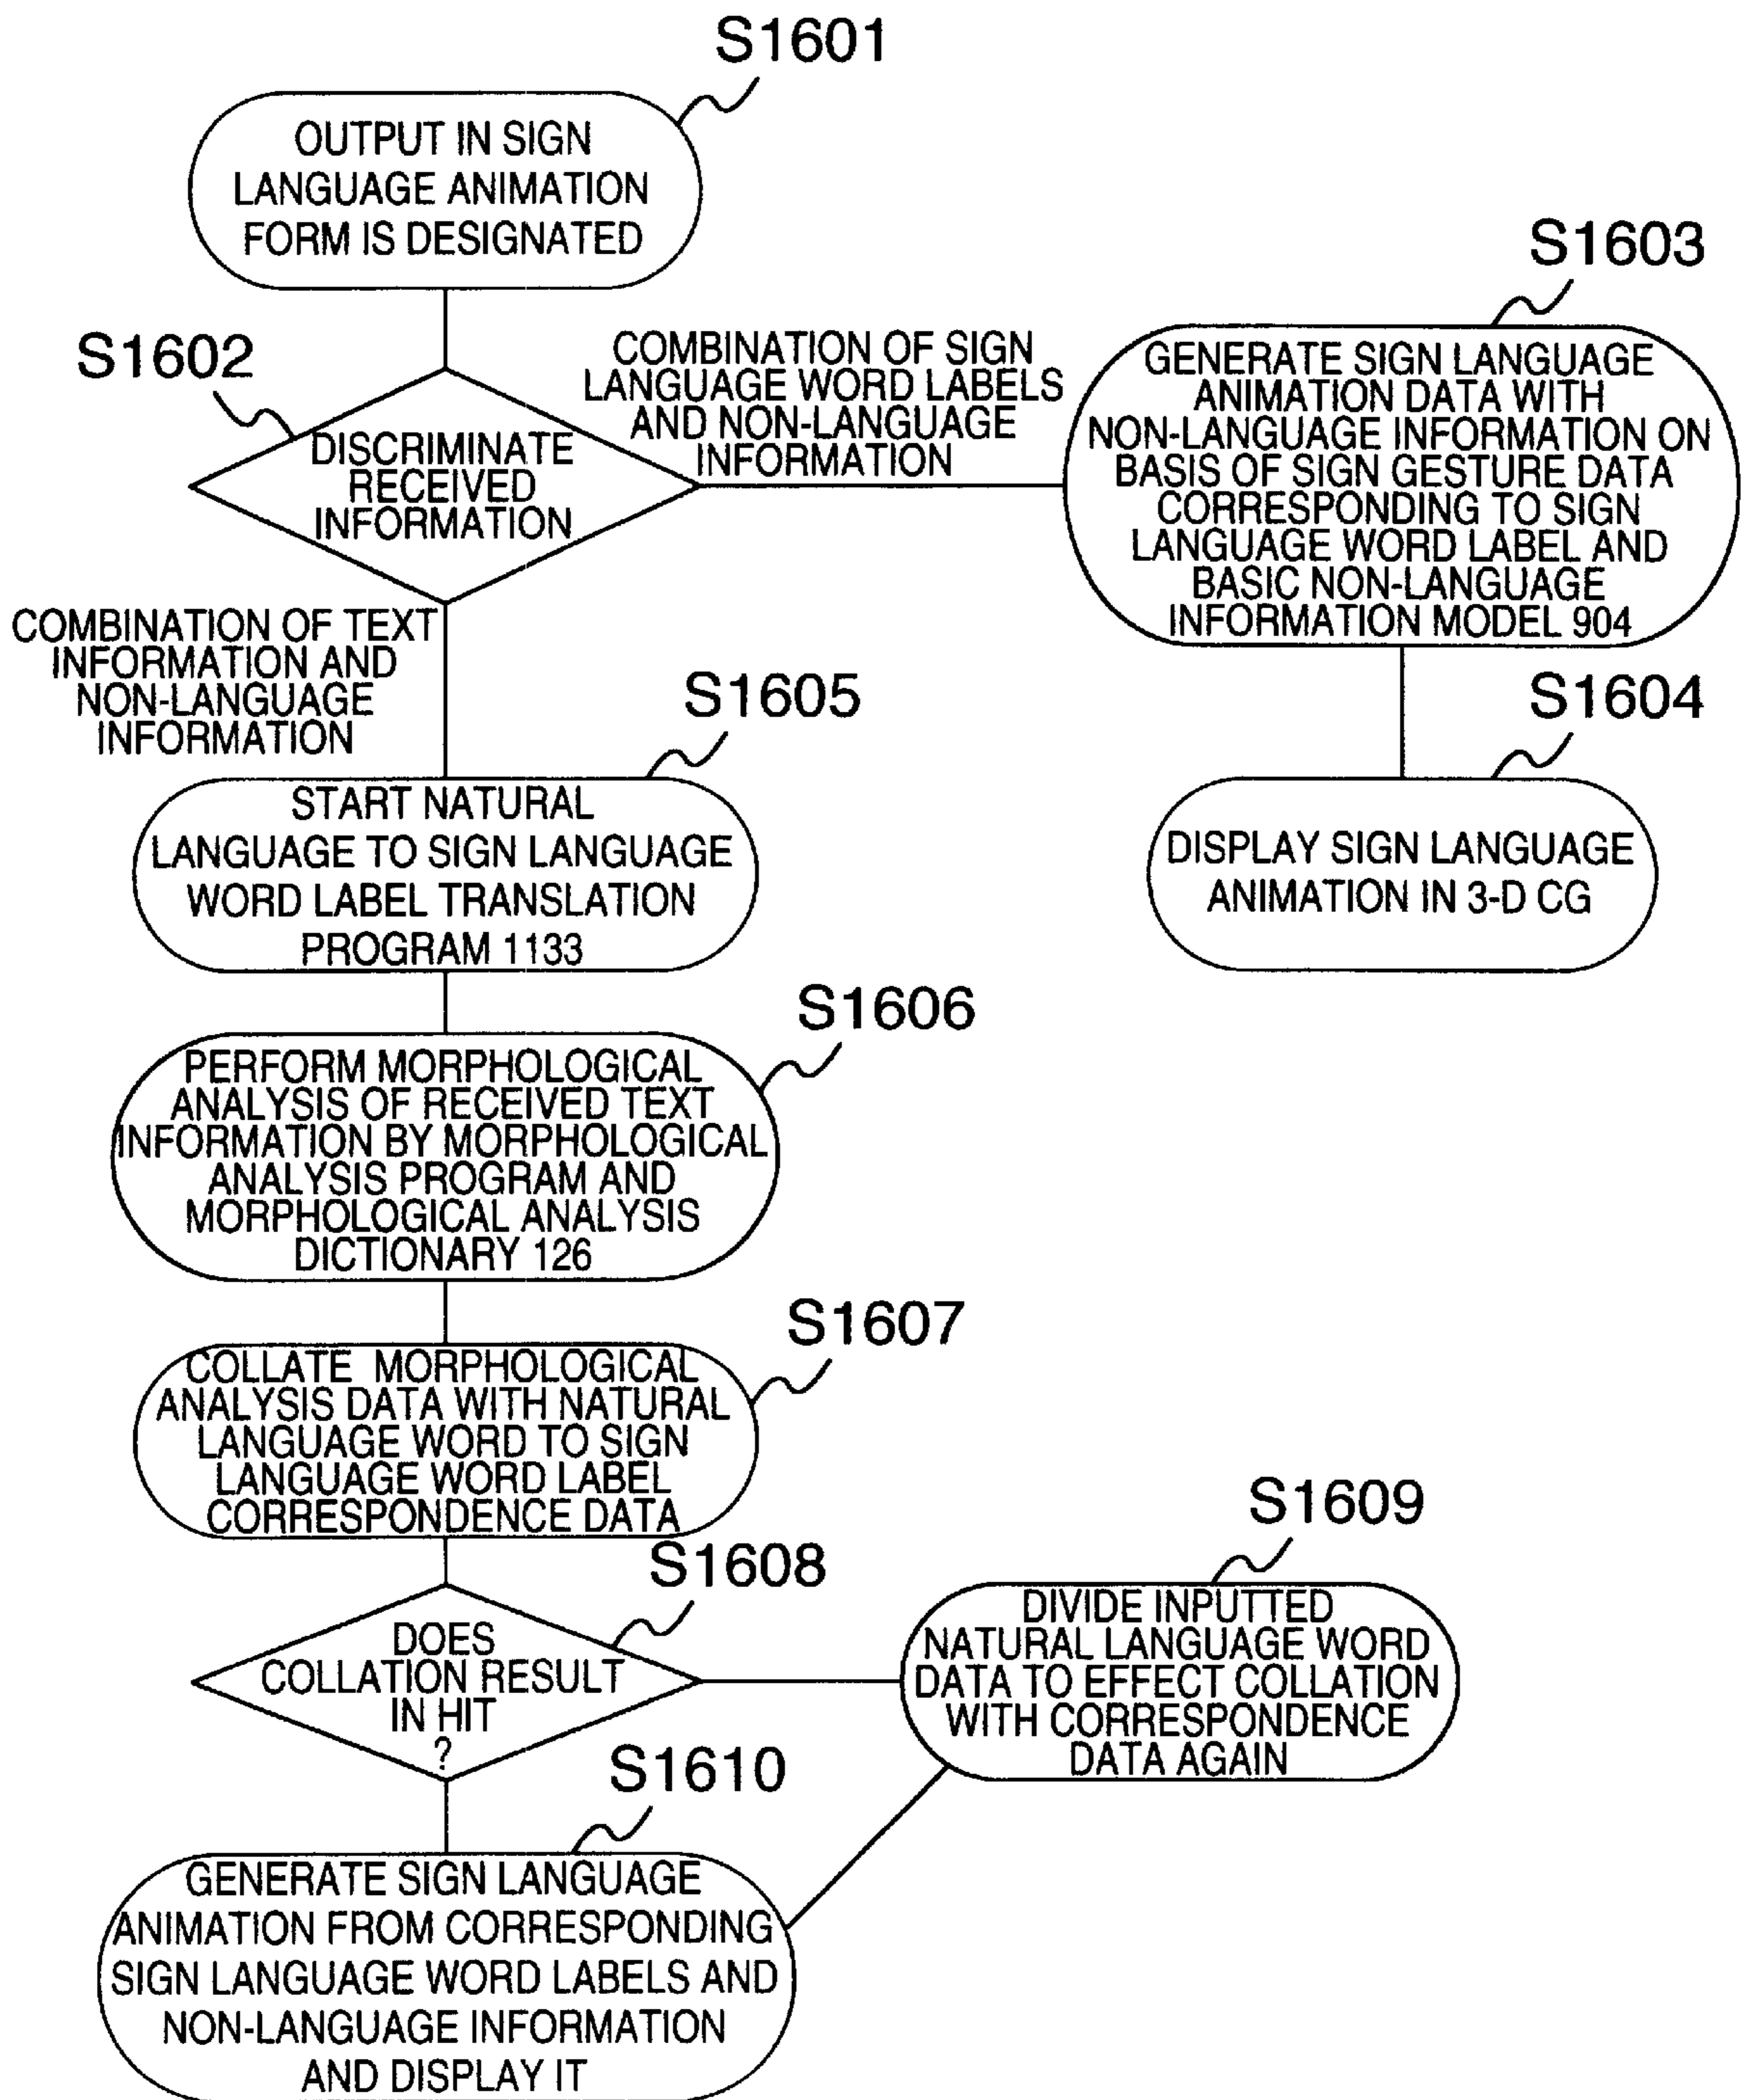 S1601
OUTPUT IN SIGN
LANGUAGE ANIMATION
FORM IS DESIGNATED
S1602
DISCRIMINATE
RECEIVED
INFORMATION
COMBINATION OF SIGN
LANGUAGE WORD LABELS
AND NON-LANGUAGE
INFORMATION
S1603
GENERATE SIGN LANGUAGE
ANIMATION DATA WITH
NON-LANGUAGE INFORMATION ON
BASIS OF SIGN GESTURE DATA
CORRESPONDING TO SIGN
LANGUAGE WORD LABEL AND
BASIC NON-LANGUAGE
INFORMATION MODEL 904
S1604
DISPLAY SIGN LANGUAGE
ANIMATION IN 3-D CG
COMBINATION OF TEXT
INFORMATION AND
NON-LANGUAGE
INFORMATION
S1605
START NATURAL
LANGUAGE TO SIGN LANGUAGE
WORD LABEL TRANSLATION
PROGRAM 1133
S1606
PERFORM MORPHOLOGICAL
ANALYSIS OF RECEIVED TEXT
INFORMATION BY MORPHOLOGICAL
ANALYSIS PROGRAM AND
MORPHOLOGICAL ANALYSIS
DICTIONARY 126
S1607
COLLATE MORPHOLOGICAL
ANALYSIS DATA WITH NATURAL
LANGUAGE WORD TO SIGN
LANGUAGE WORD LABEL
CORRESPONDENCE DATA
S1608
DOES
COLLATION RESULT
IN HIT
?
S1609
DIVIDE INPUTTED
NATURAL LANGUAGE WORD
DATA TO EFFECT COLLATION
WITH CORRESPONDENCE
DATA AGAIN
S1610
GENERATE SIGN LANGUAGE
ANIMATION FROM CORRESPONDING
SIGN LANGUAGE WORD LABELS AND
NON-LANGUAGE INFORMATION
AND DISPLAY IT